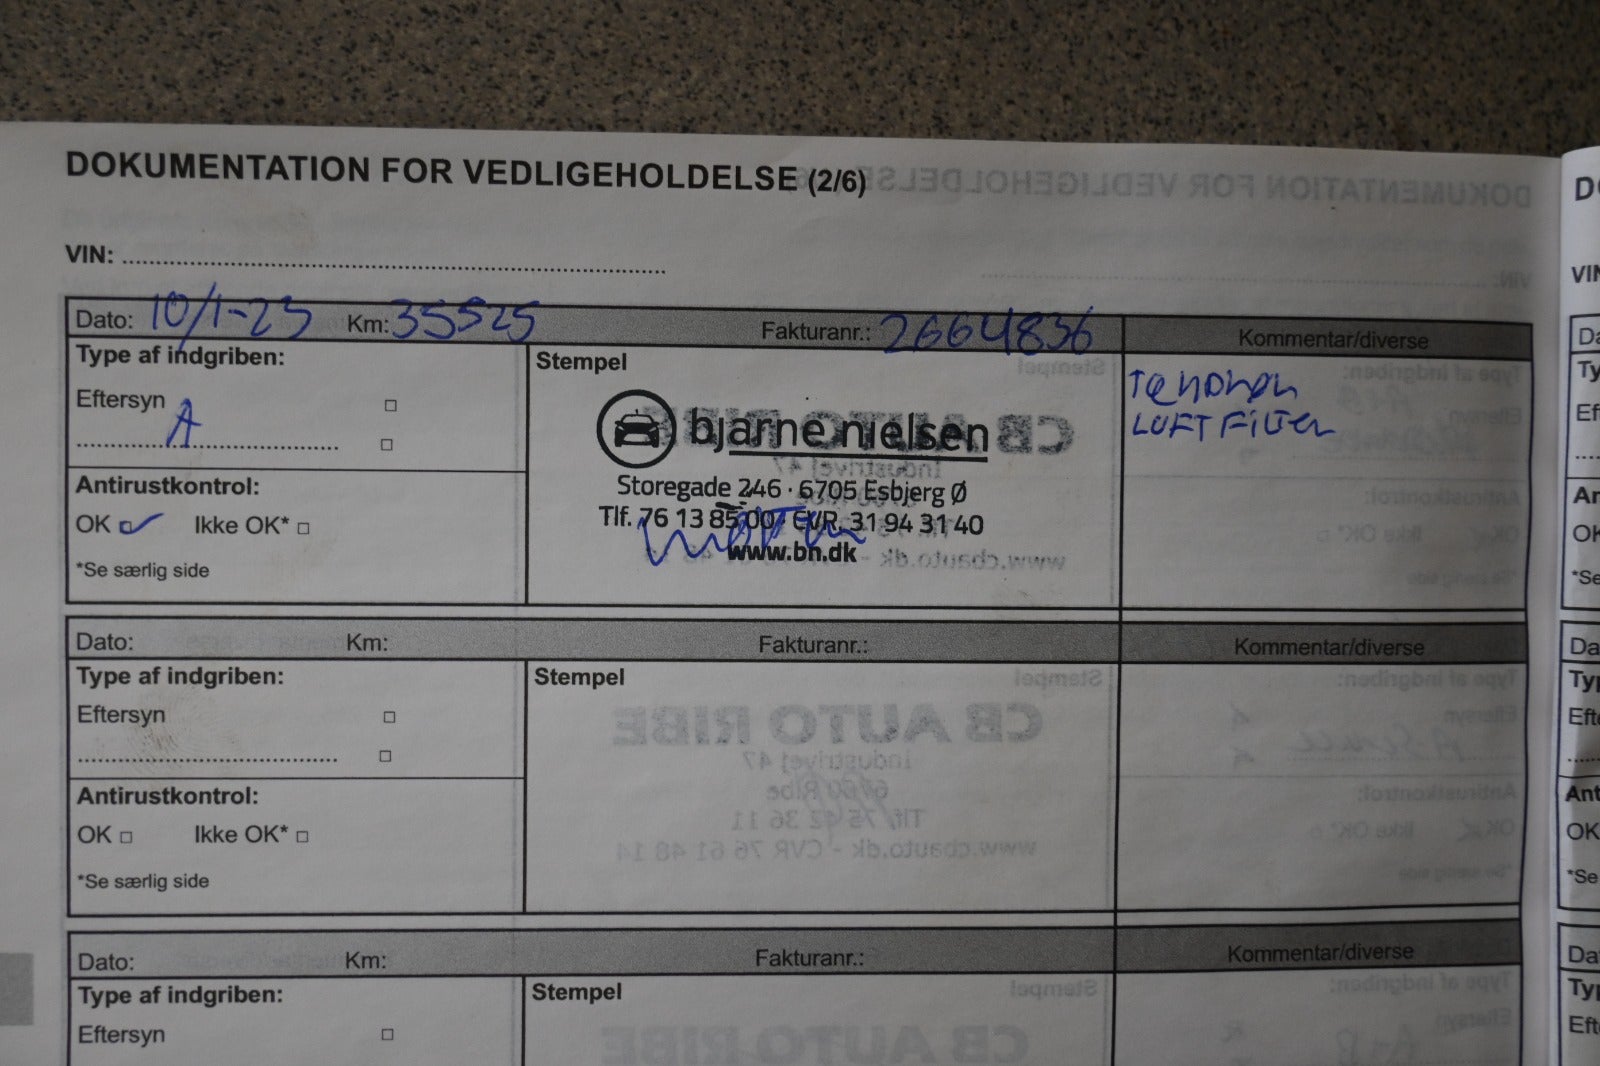 DOKUMENTATION FOR VEDLIGEHOLDELSE (2/6)
VIN:
Dato: 10/1-23 Km: 35525 Fakturanr.: 2664836 Kommentar/diverse
Type af indgriben:
Stempel
Eftersyn
A
Antirustkontrol:
OK Ikke OK*
*Se særlig side
bjarne nielsen
Storegade 246 · 6705 Esbjerg Ø
Tlf. 76 13 85 00 · CVR. 31 94 31 40
www.bn.dk
LUFTFILTER
Dato: Km: Fakturanr.: Kommentar/diverse
Type af indgriben:
Stempel
Eftersyn
Antirustkontrol:
OK Ikke OK*
*Se særlig side
Dato: Km: Fakturanr.: Kommentar/diverse
Type af indgriben:
Stempel
Eftersyn